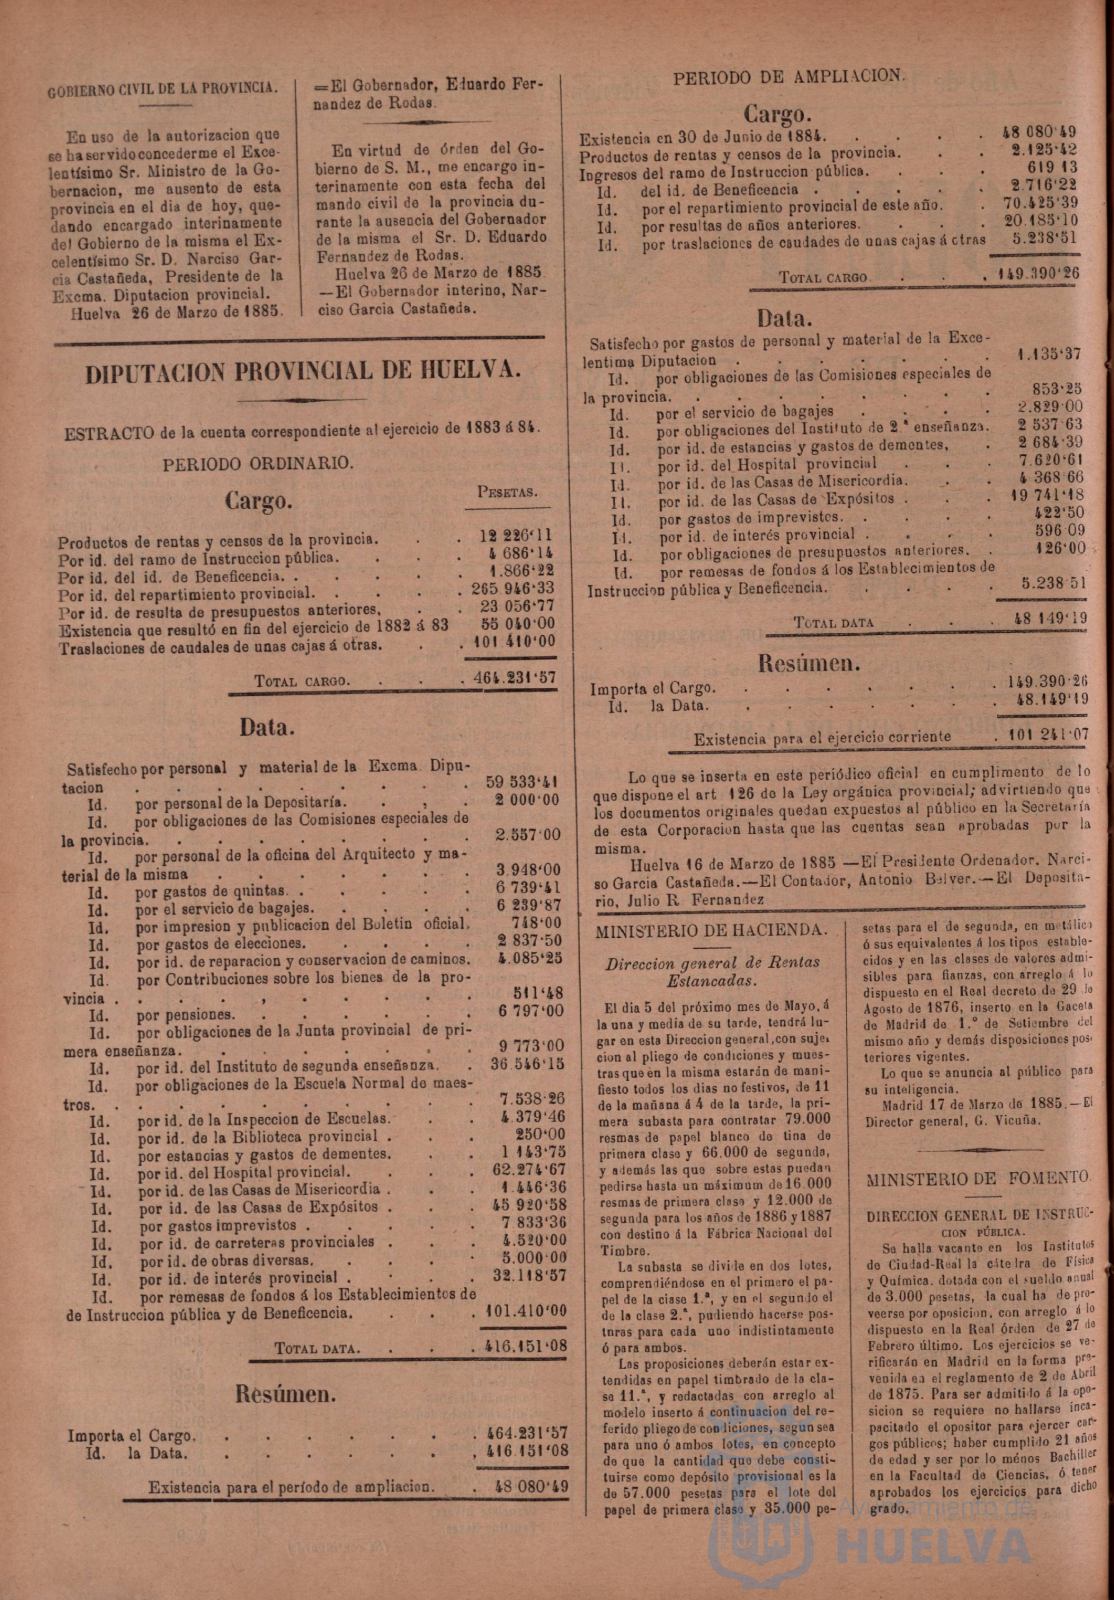 GOBIERNO CIVIL DE LA PROVINCIA.
En uso de la autorizacion que
se ha servido concederme el Exce-
lentísimo Sr. Ministro de la Go-
bernacion, me ausento de esta
provincia en el dia de hoy, que-
dando encargado interinamente
del Gobierno de la misma el Ex-
celentísimo Sr. D. Narciso Gar-
cia Castañeda, Presidente de la
Excma. Diputacion provincial.
Huelva 26 de Marzo de 1885.
=El Gobernador, Eduardo Fer-
nandez de Rodas.
En virtud de órden del Go-
bierno de S. M., me encargo in-
terinamente con esta fecha del
mando civil de la provincia du-
rante la ausencia del Gobernador
de la misma el Sr. D. Eduardo
Fernandez de Rodas.
Huelva 26 de Marzo de 1885
—El Gobernador interino, Nar-
ciso Garcia Castañeda.
DIPUTACION PROVINCIAL DE HUELVA.
ESTRACTO de la cuenta correspondiente al ejercicio de 1883 á 84.
PERIODO ORDINARIO.
Cargo. PESETAS.
Productos de rentas y censos de la provincia. . . 12 226'11
Por id. del ramo de Instruccion pública. . . . 4 686'14
Por id. del id. de Beneficencia. . . . . . 1.866'22
Por id. del repartimiento provincial. . . . . 265.946'33
Por id. de resulta de presupuestos anteriores, . . 23 056'77
Existencia que resultó en fin del ejercicio de 1882 á 83 55 040'00
Traslaciones de caudales de unas cajas á otras. . . 101 410'00
TOTAL CARGO. . . . 464.231'57
Data.
Satisfecho por personal y material de la Excma. Dipu-
tacion . . . . . . . . 59 533'41
Id. por personal de la Depositaría. . , . 2 000'00
Id. por obligaciones de las Comisiones especiales de
la provincia. . . . . . . . 2.557'00
Id. por personal de la oficina del Arquitecto y ma-
terial de la misma . . . . . . 3.948'00
Id. por gastos de quintas. . . . . . 6 739'41
Id. por el servicio de bagajes. . . . . 6 239'87
Id. por impresion y publicacion del Boletin oficial. 748'00
Id. por gastos de elecciones. . . . . 2 837'50
Id. por id. de reparacion y conservacion de caminos. 4.085'25
Id. por Contribuciones sobre los bienes de la pro-
vincia . . . . , . . . . 511'48
Id. por pensiones. . . . . . . 6 797'00
Id. por obligaciones de la Junta provincial de pri-
mera enseñanza. . . . . . . 9 773'00
Id. por id. del Instituto de segunda enseñanza. . 36.546'15
Id. por obligaciones de la Escuela Normal de maes-
tros. . . . . . . . . 7.538'26
Id. por id. de la Inspeccion de Escuelas. . . 4.379'46
Id. por id. de la Biblioteca provincial . . . 250'00
Id. por estancias y gastos de dementes. . . 1 143'75
Id. por id. del Hospital provincial. . . . 62.274'67
Id. por id. de las Casas de Misericordia . . . 1.446'36
Id. por id. de las Casas de Expósitos . . . 45 920'58
Id. por gastos imprevistos . . . . . 7 833'36
Id. por id. de carreteras provinciales . . . 4.520'00
Id. por id. de obras diversas. . . . . 5.000'00
Id. por id. de interés provincial . . . . 32.118'57
Id. por remesas de fondos á los Establecimientos de
de Instruccion pública y de Beneficencia. . . . 101.410'00
TOTAL DATA. . . . 416.151'08
Resúmen.
Importa el Cargo. . . . . . . 464.231'57
Id. la Data. . . . . . . , 416.151'08
Existencia para el período de ampliacion. . 48 080'49
PERIODO DE AMPLIACION.
Cargo.
Existencia en 30 de Junio de 1884. . . . . 48 080'49
Productos de rentas y censos de la provincia. . . 2.125'42
Ingresos del ramo de Instruccion pública. . . . 619 13
Id. del id. de Beneficencia . . . . . 2.716'22
Id. por el repartimiento provincial de este año. . . 70.425'39
Id. por resultas de años anteriores. . . . 20.185'10
Id. por traslaciones de caudales de unas cajas á otras 5.238'51
TOTAL CARGO . . . 149.390'26
Data.
Satisfecho por gastos de personal y material de la Exce-
lentima Diputacion . . . . . . . 1.135'37
Id. por obligaciones de las Comisiones especiales de
la provincia. . . . . . . . 853'25
Id. por el servicio de bagajes . . . . 2.829'00
Id. por obligaciones del Instituto de 2.ª enseñanza. 2 537'63
Id. por id. de estancias y gastos de dementes, . 2 684'39
Id. por id. del Hospital provincial . . . 7.620'61
Id. por id. de las Casas de Misericordia. . . 4 368'66
Id. por id. de las Casas de Expósitos . . . 19 741'18
Id. por gastos de imprevistos. . . . . 422'50
Id. por id. de interés provincial . . . . 596 09
Id. por obligaciones de presupuestos anteriores. . 126'00
Id. por remesas de fondos á los Establecimientos de
Instruccion pública y Beneficencia. . . . . 5.238 51
TOTAL DATA . . . 48 149'19
Resúmen.
Importa el Cargo. . . . . . . . 149.390'26
Id. la Data. . . . . . . . 48.149'19
Existencia para el ejercicio corriente . 101 241'07
Lo que se inserta en este periódico oficial en cumplimento de lo
que dispone el art 126 de la Ley orgánica provincial; advirtiendo que
los documentos originales quedan expuestos al público en la Secretaría
de esta Corporacion hasta que las cuentas sean aprobadas por la
misma.
Huelva 16 de Marzo de 1885 —El Presidente Ordenador. Narci-
so Garcia Castañeda.—El Contador, Antonio Belver.—El Deposita-
rio, Julio R. Fernandez
MINISTERIO DE HACIENDA.
Direccion general de Rentas
Estancadas.
El dia 5 del próximo mes de Mayo, á
la una y media de su tarde, tendrá lu-
gar en esta Direccion general, con suje-
cion al pliego de condiciones y mues-
tras que en la misma estarán de mani-
fiesto todos los dias no festivos, de 11
de la mañana á 4 de la tarde, la pri-
mera subasta para contratar 79.000
resmas de papel blanco de tina de
primera clase y 66.000 de segunda,
y además las que sobre estas puedan
pedirse hasta un máximum de 16.000
resmas de primera clase y 12.000 de
segunda para los años de 1886 y 1887
con destino á la Fábrica Nacional del
Timbre.
La subasta se divide en dos lotes,
comprendiéndose en el primero el pa-
pel de la clase 1.ª, y en el segundo el
de la clase 2.ª, pudiendo hacerse pos-
turas para cada uno indistintamente
ó para ambos.
Las proposiciones deberán estar ex-
tendidas en papel timbrado de la cla-
se 11.ª, y redactadas con arreglo al
modelo inserto á continuacion del re-
ferido pliego de condiciones, segun sea
para uno ó ambos lotes, en concepto
de que la cantidad que debe consti-
tuirse como depósito provisional es la
de 57.000 pesetas para el lote del
papel de primera clase y 35.000 pe-
setas para el de segunda, en metálico
ó sus equivalentes á los tipos estable-
cidos y en las clases de valores admi-
sibles para fianzas, con arreglo á lo
dispuesto en el Real decreto de 29 de
Agosto de 1876, inserto en la Gaceta
de Madrid de 1.º de Setiembre del
mismo año y demás disposiciones pos-
teriores vigentes.
Lo que se anuncia al público para
su inteligencia.
Madrid 17 de Marzo de 1885.—El
Director general, G. Vicuña.
MINISTERIO DE FOMENTO
DIRECCION GENERAL DE INSTRUC-
CION PÚBLICA.
Se halla vacante en los Institutos
de Ciudad-Real la cátedra de Física
y Química. dotada con el sueldo anual
de 3.000 pesetas, la cual ha de pro-
veerse por oposicion, con arreglo á lo
dispuesto en la Real órden de 27 de
Febrero último. Los ejercicios se ve-
rificarán en Madrid en la forma pre-
venida en el reglamento de 2 de Abril
de 1875. Para ser admitido á la opo-
sicion se requiere no hallarse inca-
pacitado el opositor para ejercer car-
gos públicos; haber cumplido 21 años
de edad y ser por lo ménos Bachiller
en la Facultad de Ciencias, ó tener
aprobados los ejercicios para dicho
grado.
Ayuntamiento de
HUELVA